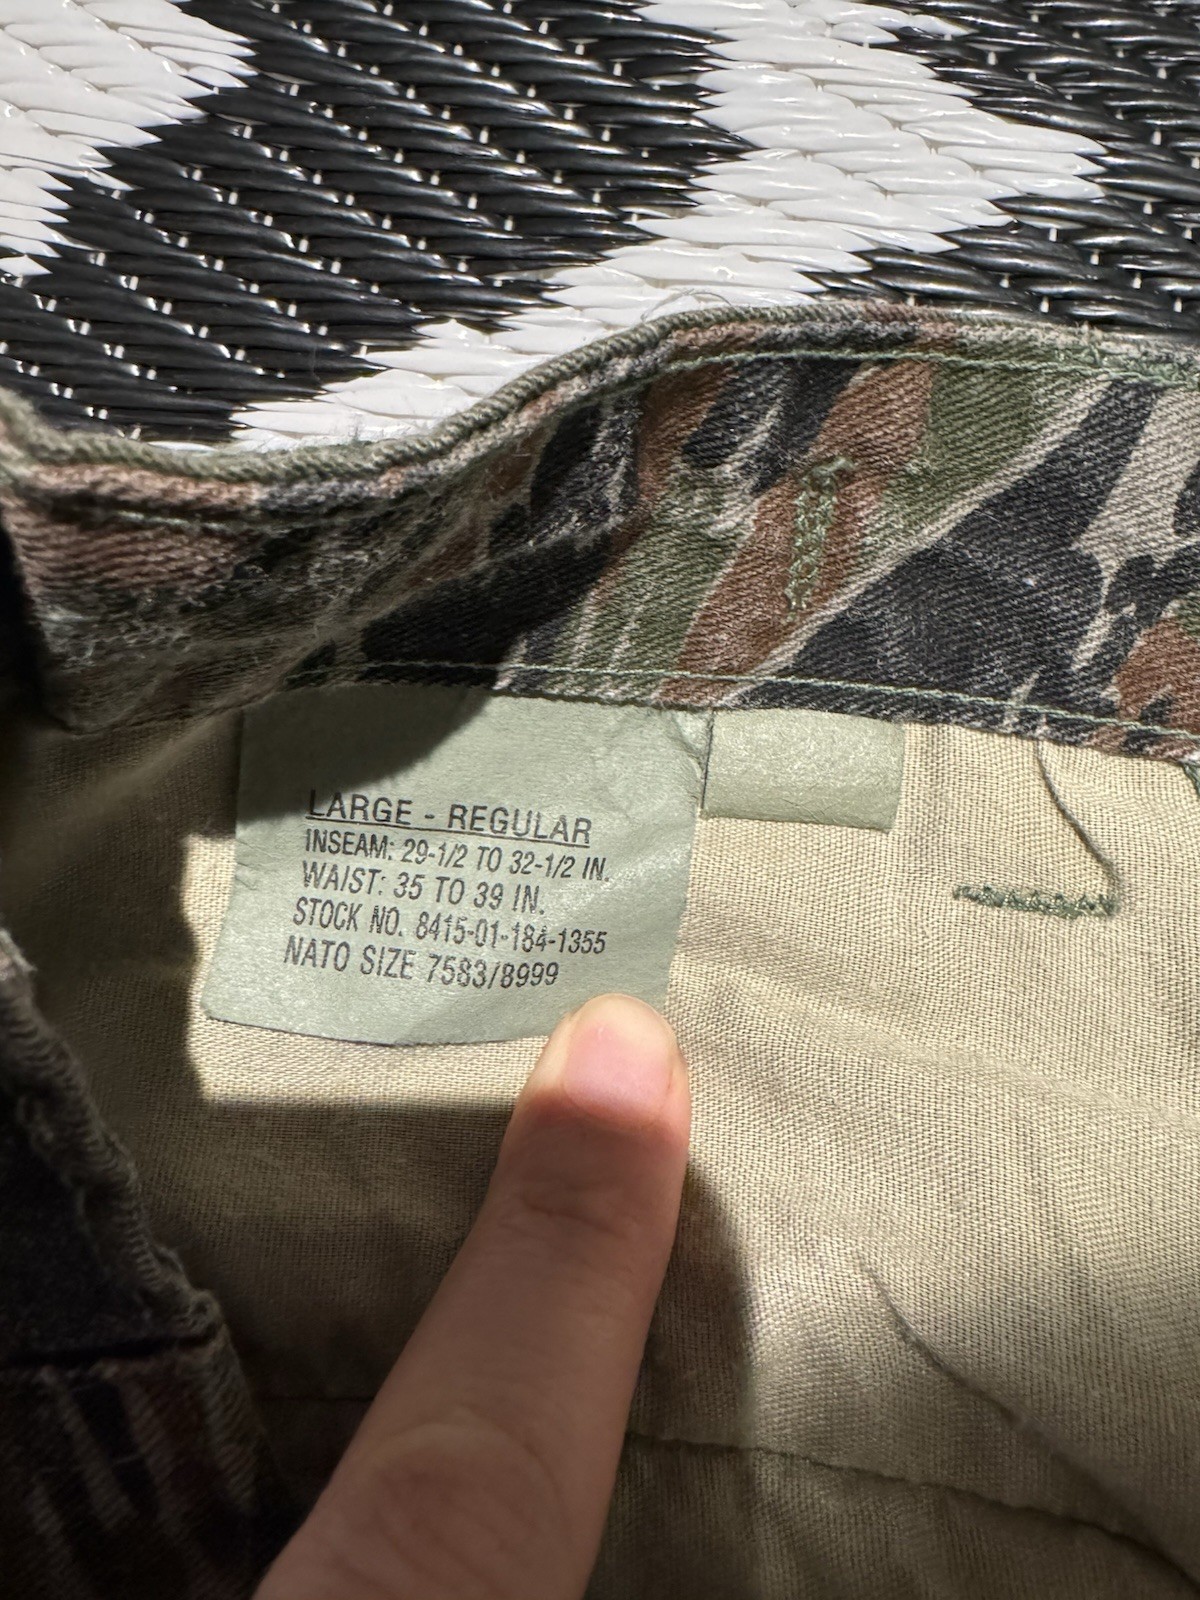 LARGE - REGULAR
INSEAM: 29-1/2 TO 32-1/2 IN.
WAIST: 35 TO 39 IN.
STOCK NO. 8415-01-184-1355
NATO SIZE 7583/8999